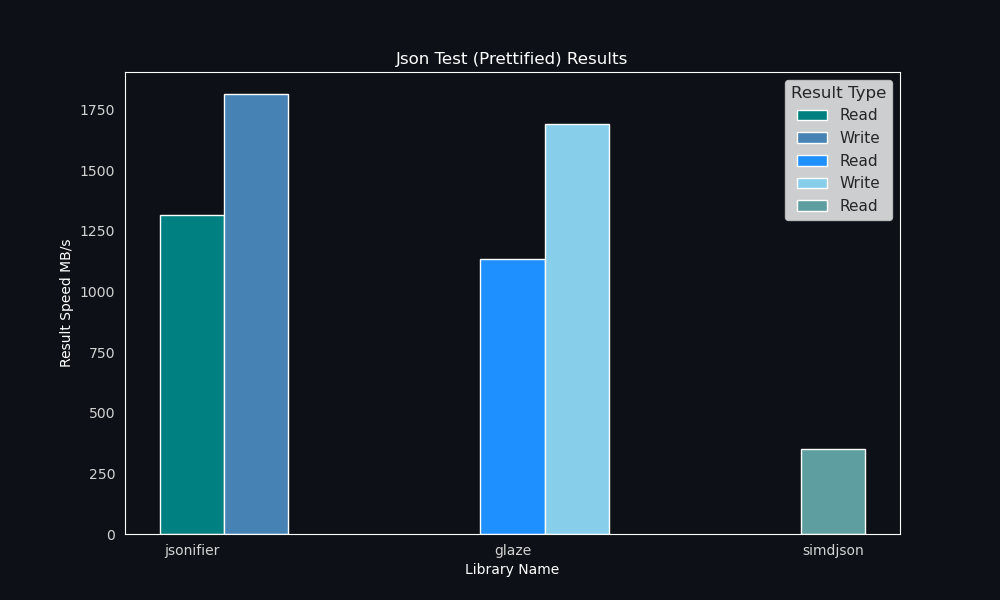 Json Test (Prettified) Results
Result Type
Read
Write
Read
Write
Read
1750
1500
1250
1000
750
500
250
0
Result Speed MB/s
jsonifier glaze simdjson
Library Name